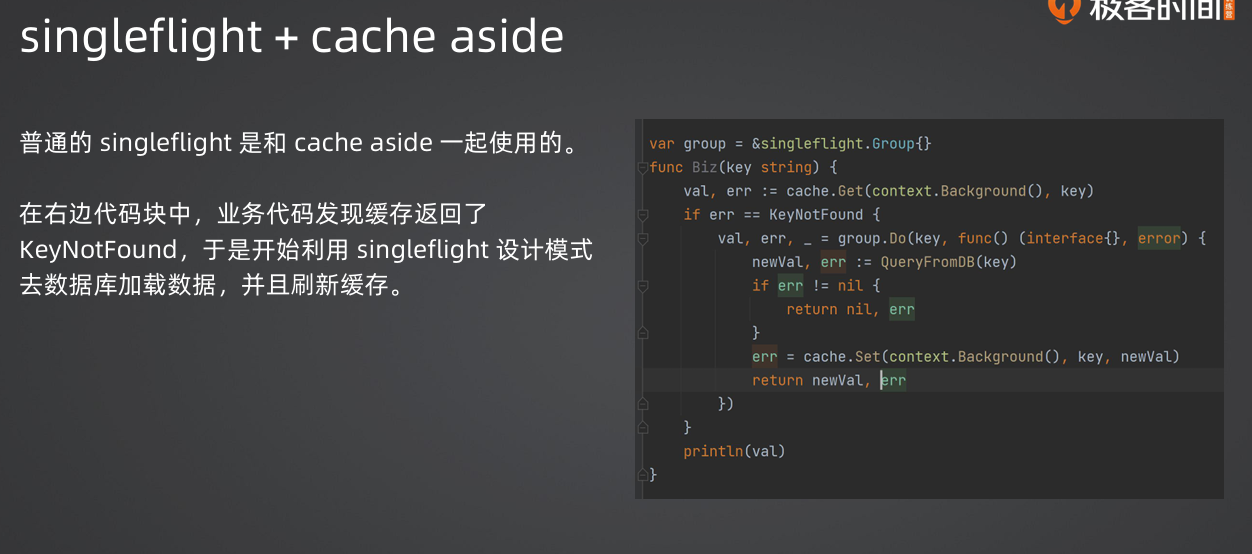 singleflight + cache aside
极客时间
训练营
普通的 singleflight 是和 cache aside 一起使用的。
在右边代码块中，业务代码发现缓存返回了
KeyNotFound，于是开始利用 singleflight 设计模式
去数据库加载数据，并且刷新缓存。
var group = &singleflight.Group{}
func Biz(key string) {
    val, err := cache.Get(context.Background(), key)
    if err == KeyNotFound {
        val, err, _ = group.Do(key, func() (interface{}, error) {
            newVal, err := QueryFromDB(key)
            if err != nil {
                return nil, err
            }
            err = cache.Set(context.Background(), key, newVal)
            return newVal, err
        })
    }
    println(val)
}